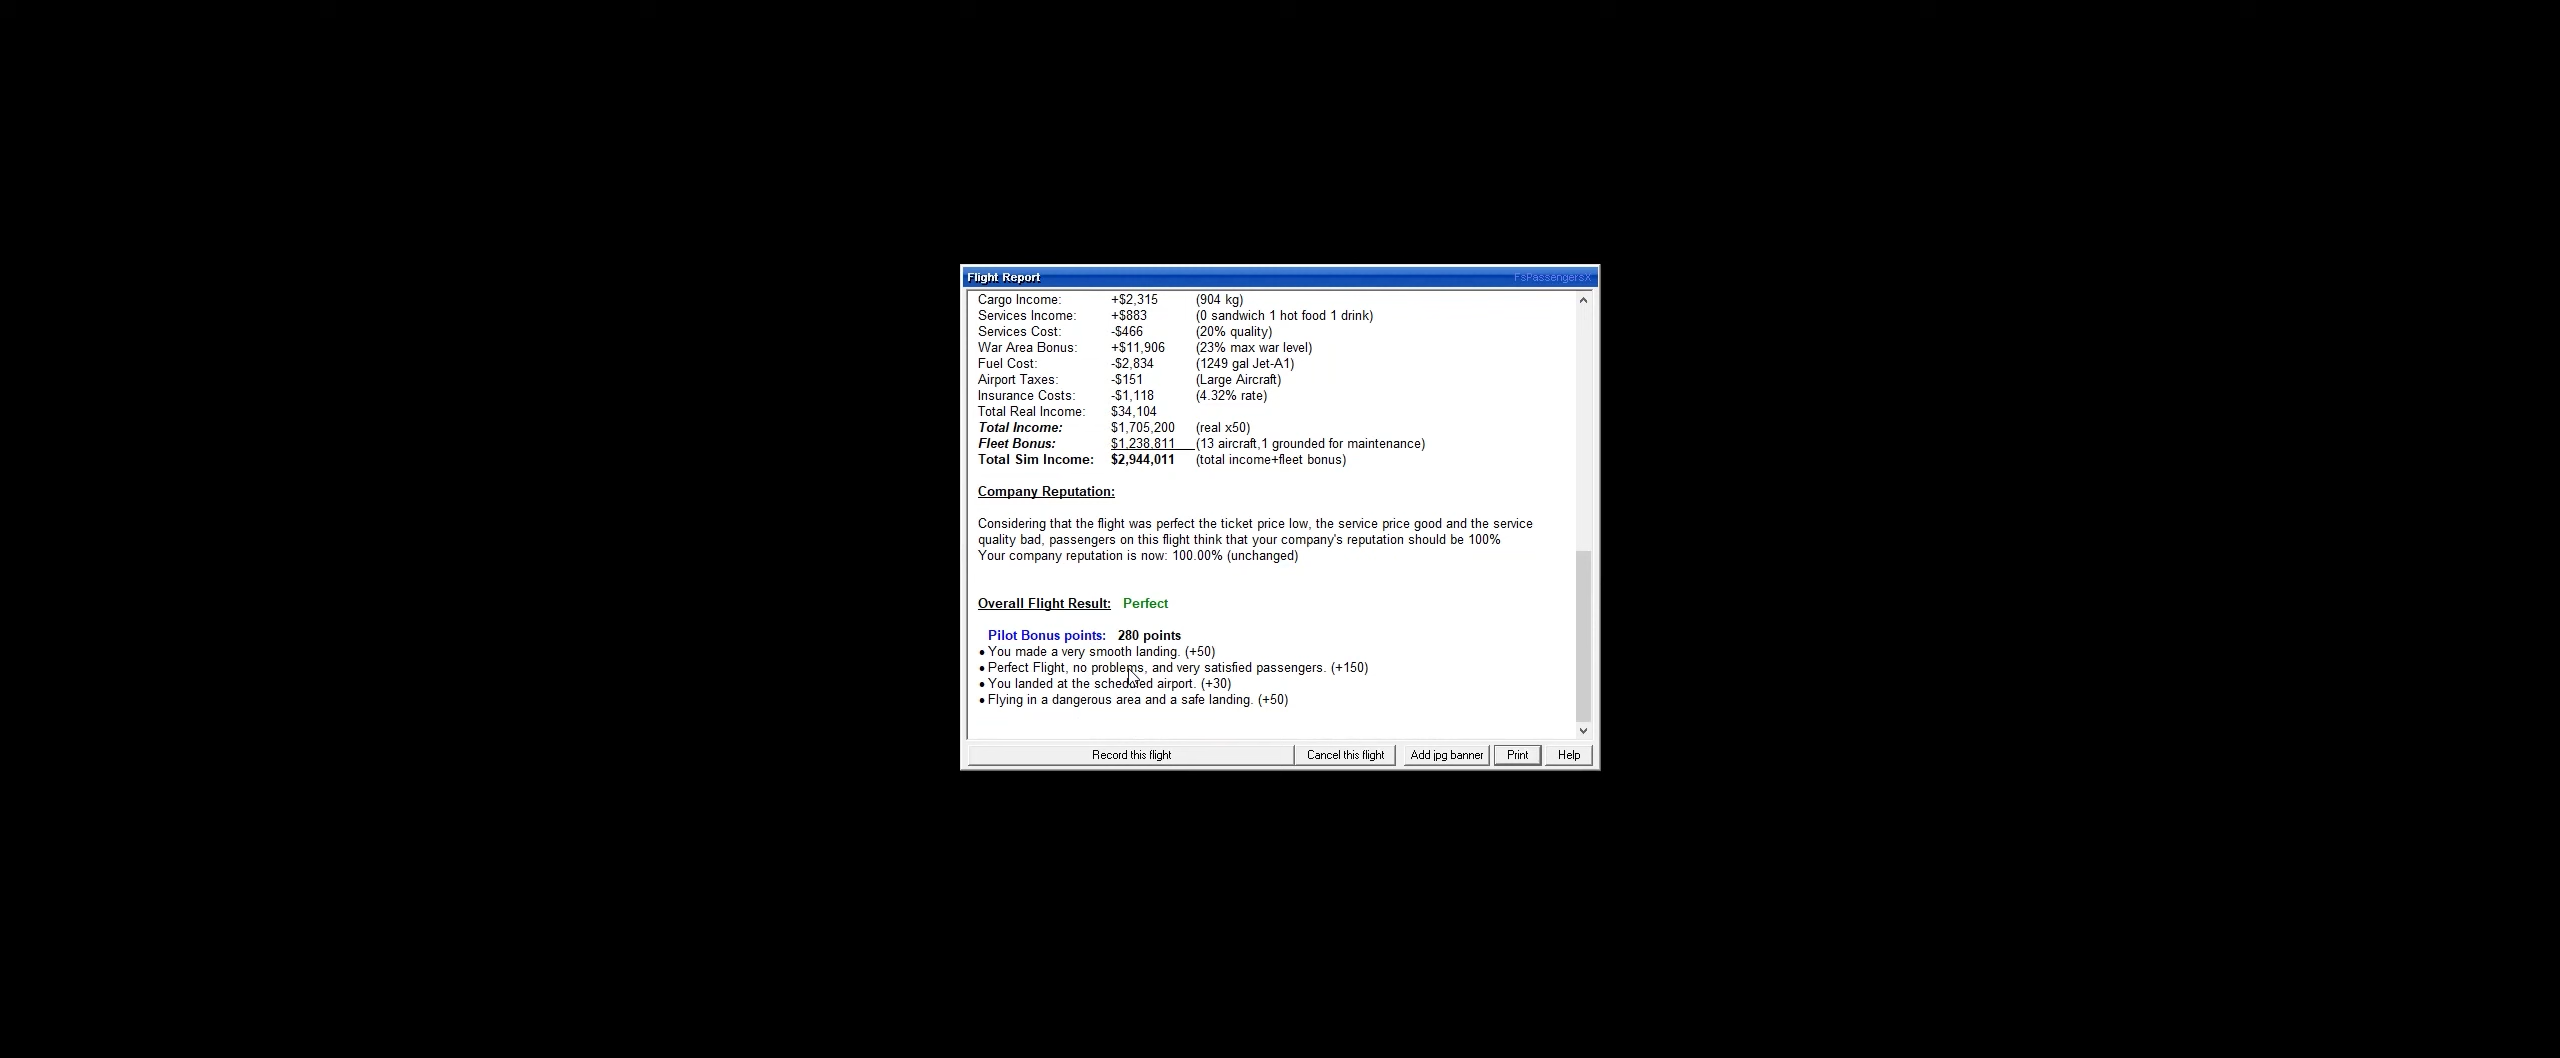 Flight Report
FsPassengersX
Cargo Income: +$2,315 (904 kg)
Services Income: +$883 (0 sandwich 1 hot food 1 drink)
Services Cost: -$466 (20% quality)
War Area Bonus: +$11,906 (23% max war level)
Fuel Cost: -$2,834 (1249 gal Jet-A1)
Airport Taxes: -$151 (Large Aircraft)
Insurance Costs: -$1,118 (4.32% rate)
Total Real Income: $34,104
Total Income: $1,705,200 (real x50)
Fleet Bonus: $1,238,811 (13 aircraft,1 grounded for maintenance)
Total Sim Income: $2,944,011 (total income+fleet bonus)
Company Reputation:
Considering that the flight was perfect the ticket price low, the service price good and the service
quality bad, passengers on this flight think that your company's reputation should be 100%
Your company reputation is now: 100.00% (unchanged)
Overall Flight Result: Perfect
Pilot Bonus points: 280 points
• You made a very smooth landing. (+50)
• Perfect Flight, no problems, and very satisfied passengers. (+150)
• You landed at the scheduled airport. (+30)
• Flying in a dangerous area and a safe landing. (+50)
Record this flight
Cancel this flight
Add jpg banner
Print
Help